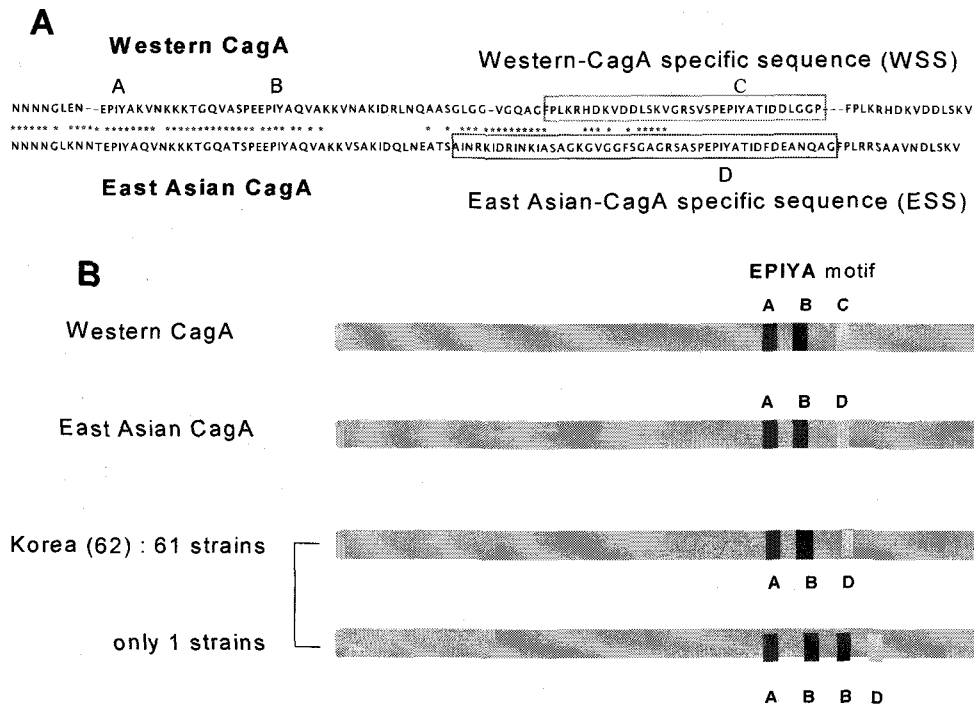 A
Western CagA
Western-CagA specific sequence (WSS)
A B C
NNNNGLEN--EPIYAKVNKKKTGQVASPEEPIYAQVAKKVNAKIDRLNQAASGLGG-VGQAGFPLKRHDKVDDLSKVGRSVSPEPIYATIDDLGGP---FPLKRHDKVDDLSKV
NNNNGLKNNTEPIYAQVNKKKTGQATSPEEPIYAQVAKKVSAKIDQLNEATSAINRKIDRINKIASAGKGVGGFSGAGRSASPEPIYATIDFDEANQAGFPLRRSAAVNDLSKV
D
East Asian CagA
East Asian-CagA specific sequence (ESS)
B
EPIYA motif
A B C
Western CagA
A B D
East Asian CagA
Korea (62) : 61 strains
A B D
only 1 strains
A B B D